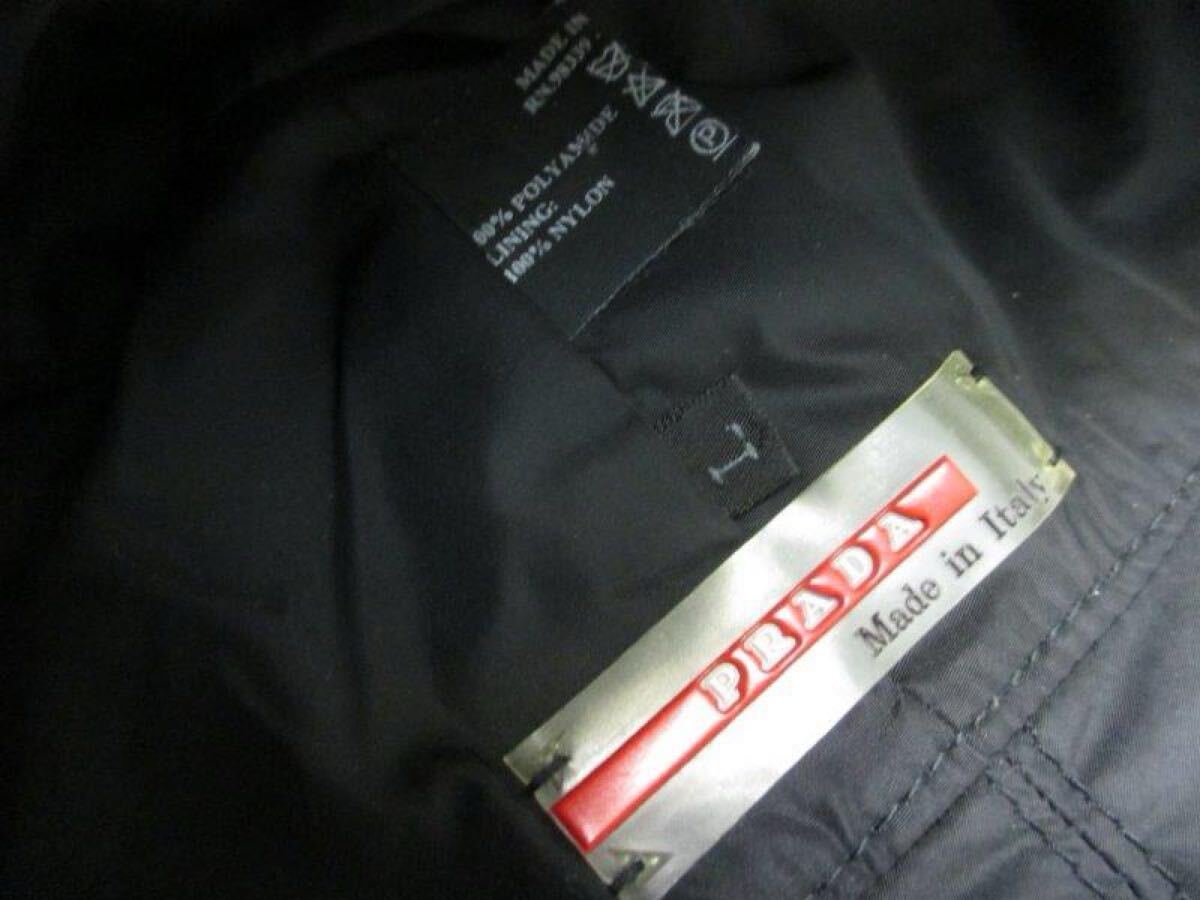 MADE IN
RN.98339
00% POLYAMIDE
LINING:
100% NYLON
L
PRADA
Made in Italy